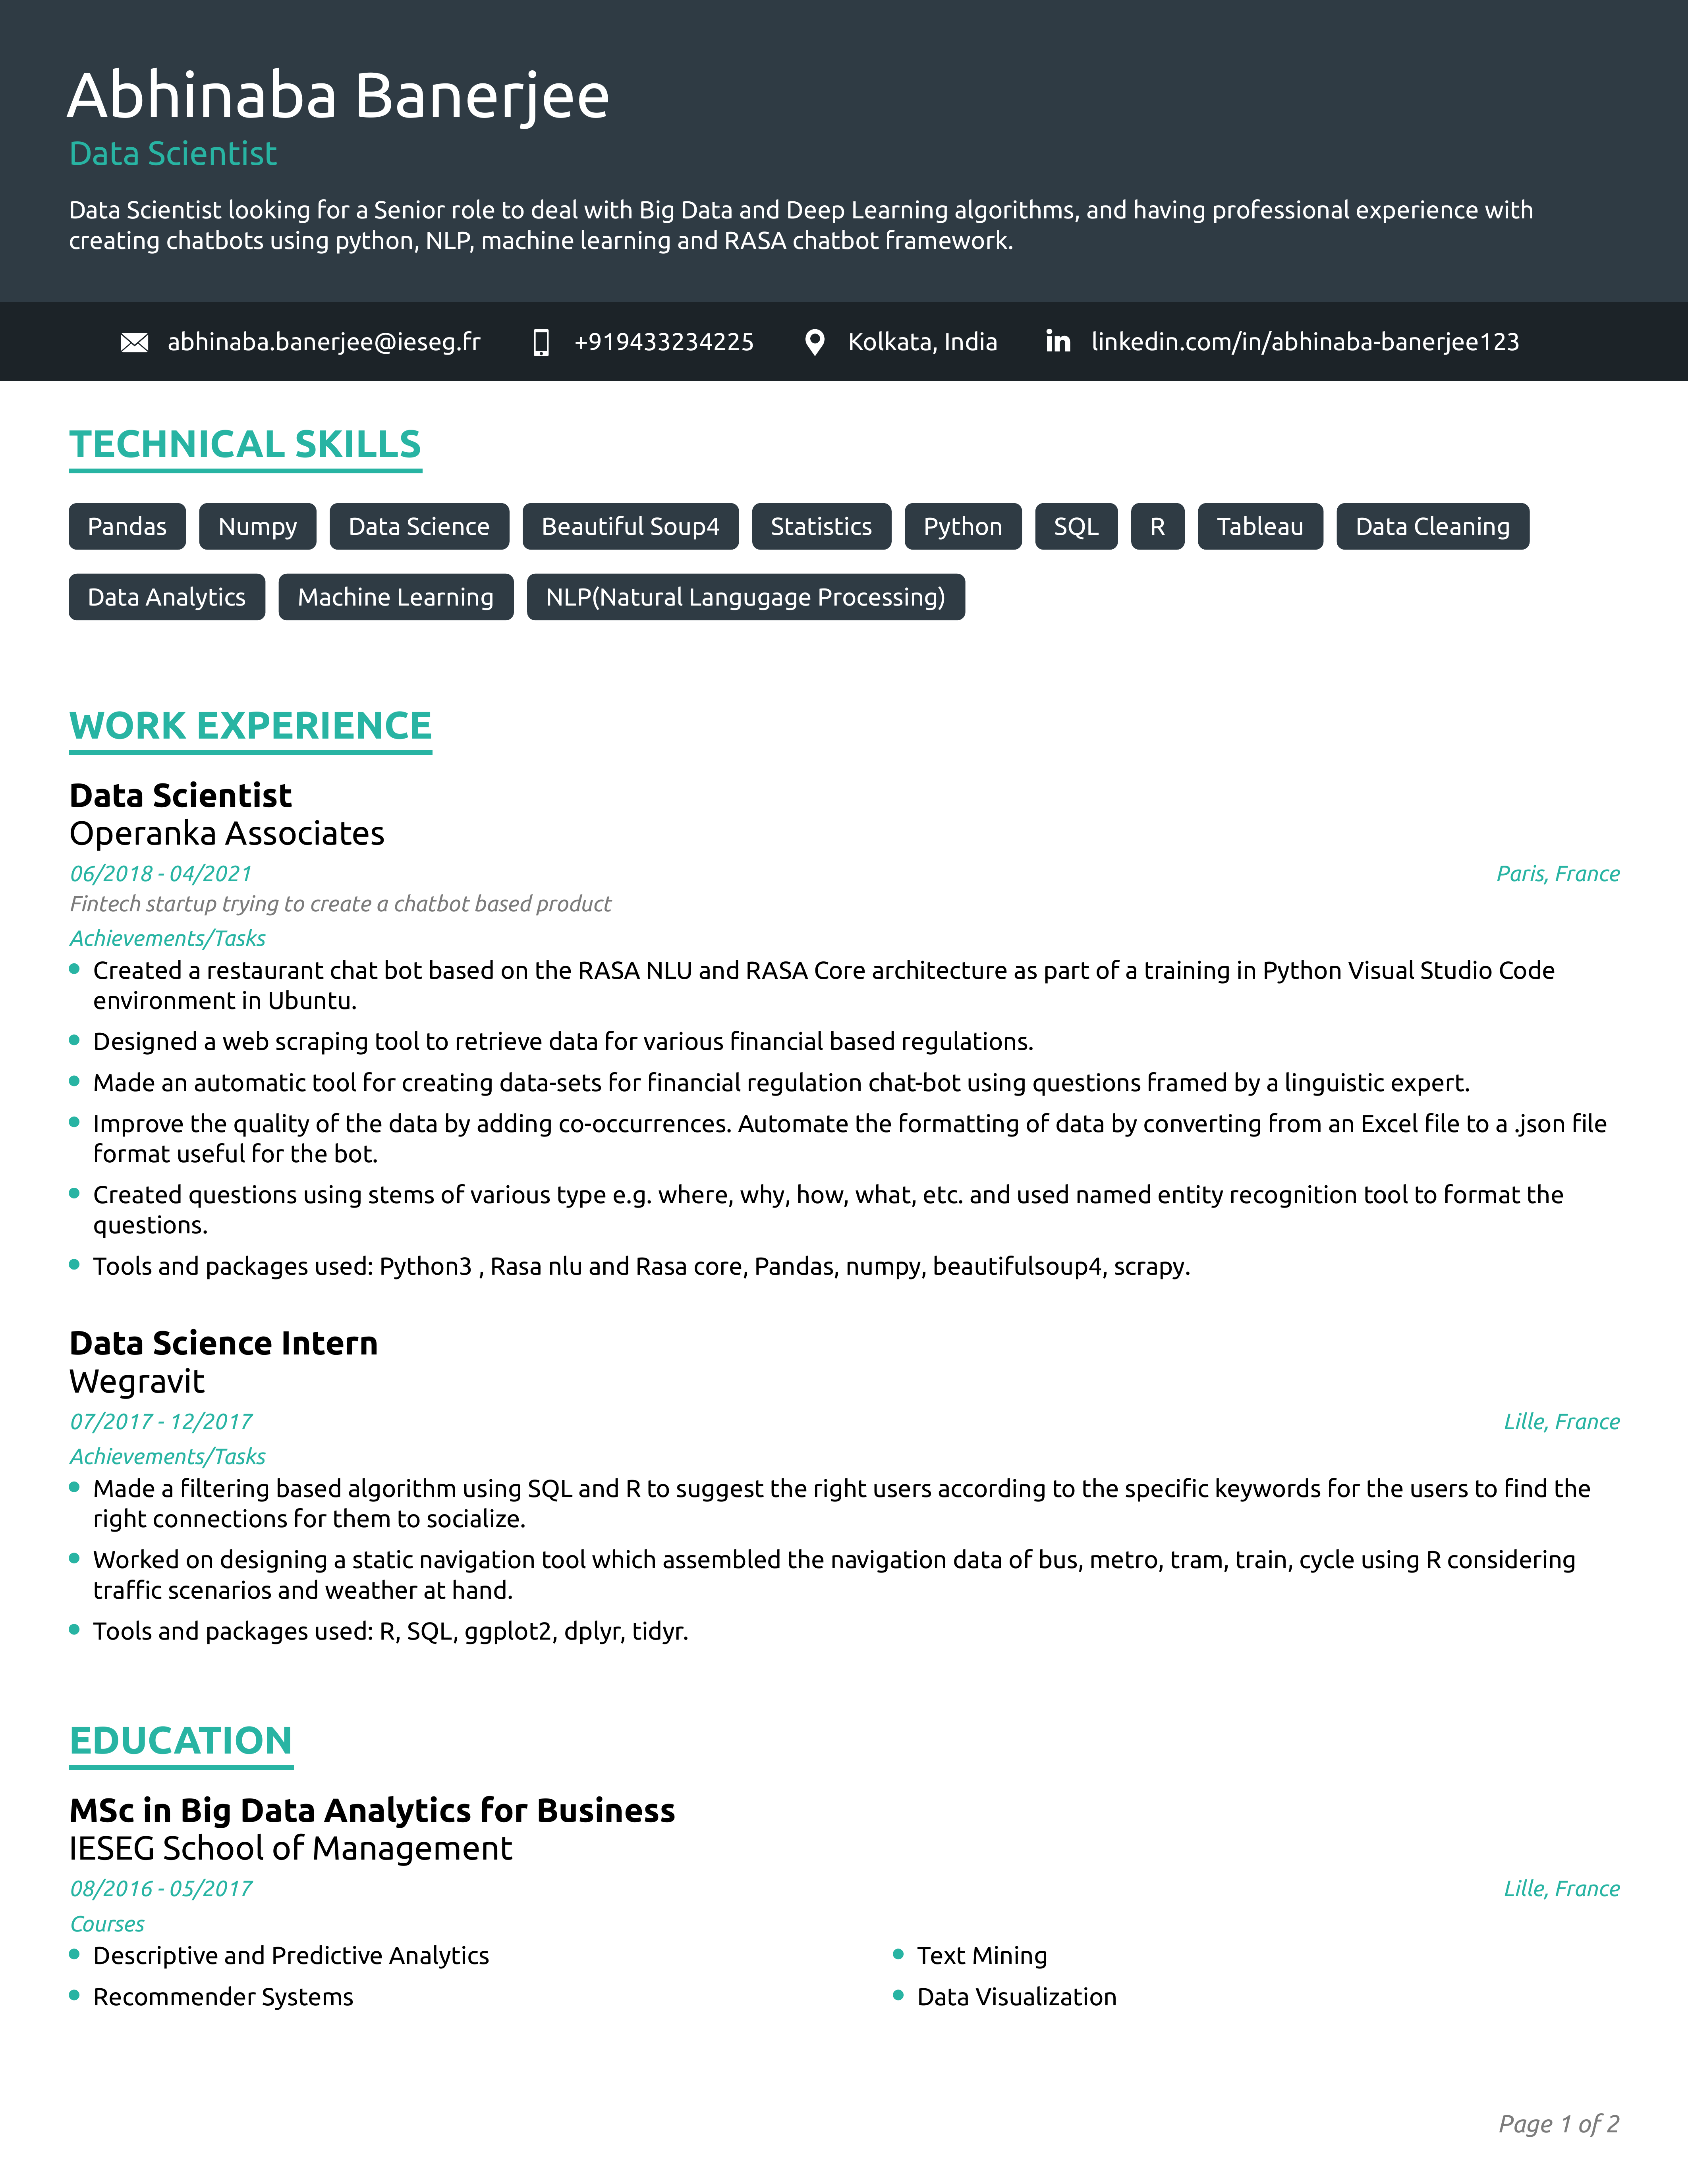 Abhinaba Banerjee
Data Scientist
Data Scientist looking for a Senior role to deal with Big Data and Deep Learning algorithms, and having professional experience with
creating chatbots using python, NLP, machine learning and RASA chatbot framework.
abhinaba.banerjee@ieseg.fr +919433234225 Kolkata, India linkedin.com/in/abhinaba-banerjee123
TECHNICAL SKILLS
Pandas Numpy Data Science Beautiful Soup4 Statistics Python SQL R Tableau Data Cleaning
Data Analytics Machine Learning NLP(Natural Langugage Processing)
WORK EXPERIENCE
Data Scientist
Operanka Associates
06/2018 - 04/2021 Paris, France
Fintech startup trying to create a chatbot based product
Achievements/Tasks
Created a restaurant chat bot based on the RASA NLU and RASA Core architecture as part of a training in Python Visual Studio Code
environment in Ubuntu.
Designed a web scraping tool to retrieve data for various financial based regulations.
Made an automatic tool for creating data-sets for financial regulation chat-bot using questions framed by a linguistic expert.
Improve the quality of the data by adding co-occurrences. Automate the formatting of data by converting from an Excel file to a .json file
format useful for the bot.
Created questions using stems of various type e.g. where, why, how, what, etc. and used named entity recognition tool to format the
questions.
Tools and packages used: Python3 , Rasa nlu and Rasa core, Pandas, numpy, beautifulsoup4, scrapy.
Data Science Intern
Wegravit
07/2017 - 12/2017 Lille, France
Achievements/Tasks
Made a filtering based algorithm using SQL and R to suggest the right users according to the specific keywords for the users to find the
right connections for them to socialize.
Worked on designing a static navigation tool which assembled the navigation data of bus, metro, tram, train, cycle using R considering
traffic scenarios and weather at hand.
Tools and packages used: R, SQL, ggplot2, dplyr, tidyr.
EDUCATION
MSc in Big Data Analytics for Business
IESEG School of Management
08/2016 - 05/2017 Lille, France
Courses
Descriptive and Predictive Analytics Text Mining
Recommender Systems Data Visualization
Page 1 of 2